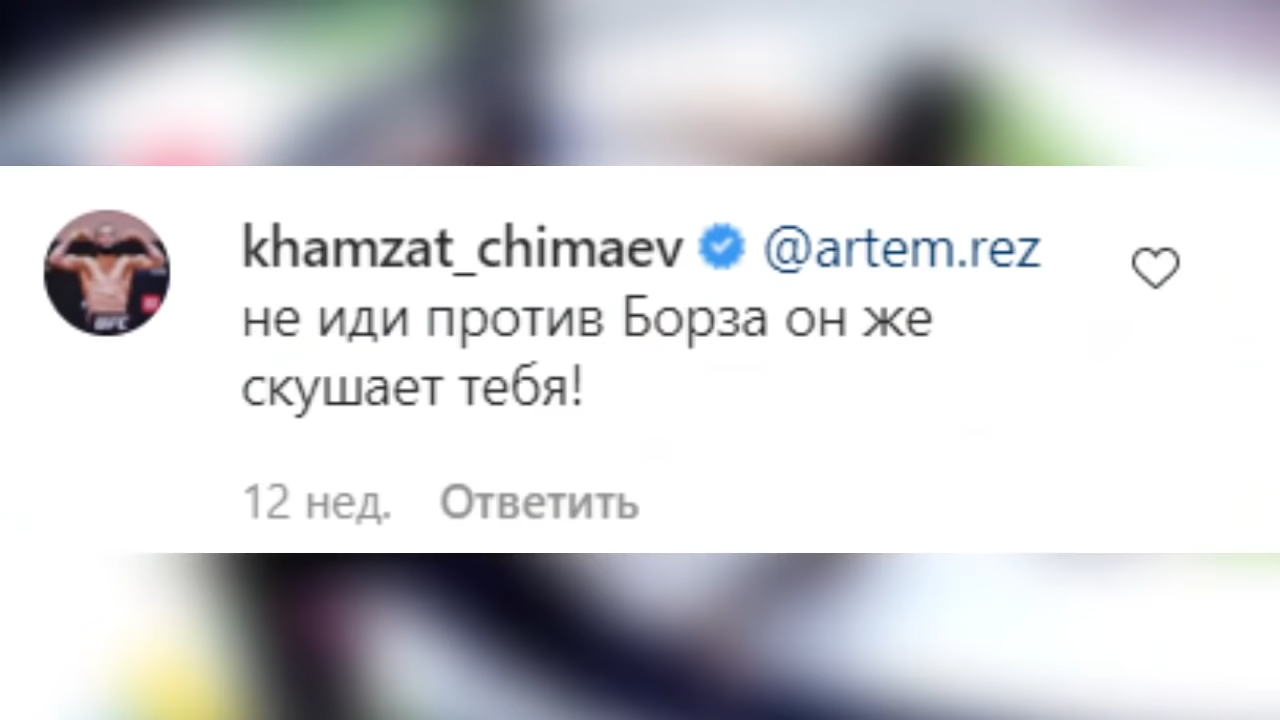 khamzat_chimaev @artem.rez
не иди против Борза он же
скушает тебя!
12 нед. Ответить